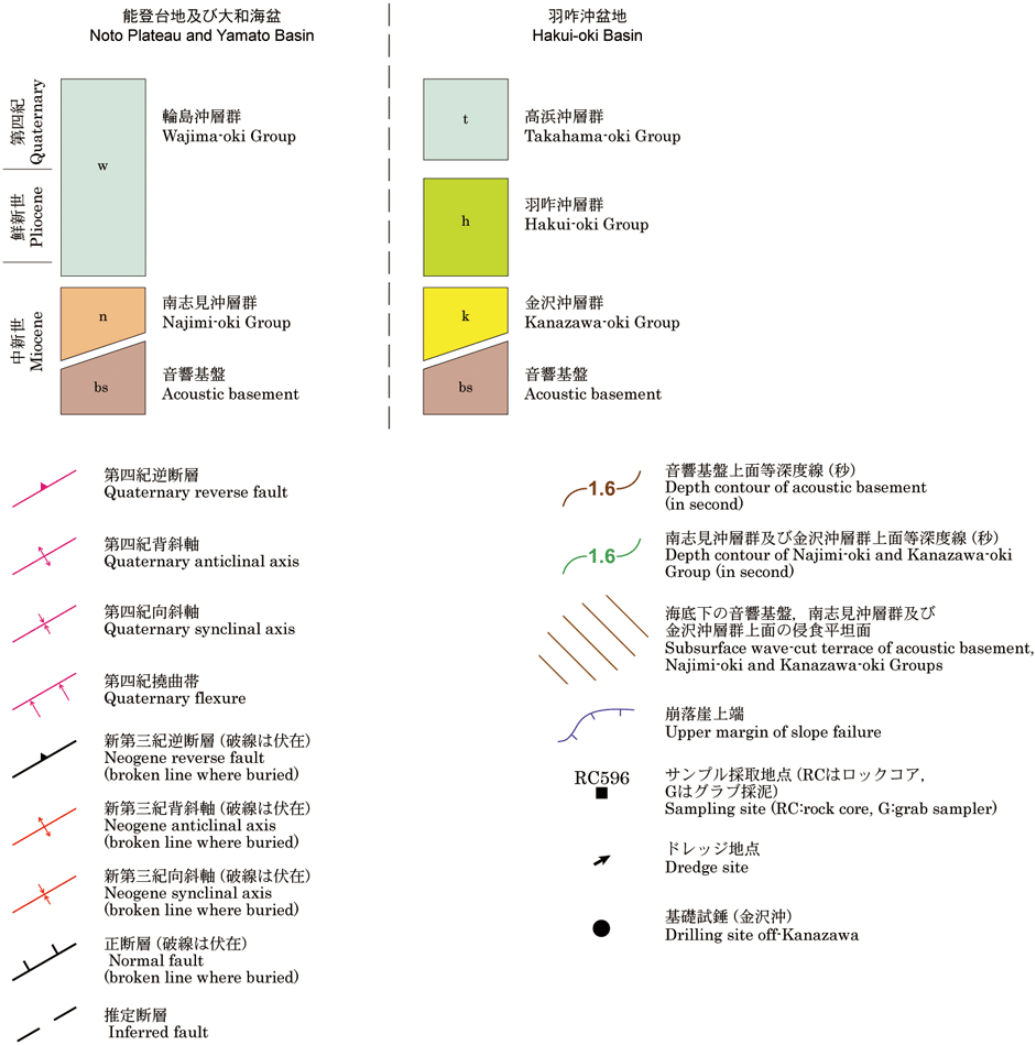 能登台地及び大和海盆
Noto Plateau and Yamato Basin
羽咋沖盆地
Hakui-oki Basin
第四紀
Quaternary
鮮新世
Pliocene
中新世
Miocene
w
輪島沖層群
Wajima-oki Group
n
南志見沖層群
Najimi-oki Group
bs
音響基盤
Acoustic basement
t
高浜沖層群
Takahama-oki Group
h
羽咋沖層群
Hakui-oki Group
k
金沢沖層群
Kanazawa-oki Group
bs
音響基盤
Acoustic basement
第四紀逆断層
Quaternary reverse fault
第四紀背斜軸
Quaternary anticlinal axis
第四紀向斜軸
Quaternary synclinal axis
第四紀撓曲帯
Quaternary flexure
新第三紀逆断層 (破線は伏在)
Neogene reverse fault
(broken line where buried)
新第三紀背斜軸 (破線は伏在)
Neogene anticlinal axis
(broken line where buried)
新第三紀向斜軸 (破線は伏在)
Neogene synclinal axis
(broken line where buried)
正断層 (破線は伏在)
Normal fault
(broken line where buried)
推定断層
Inferred fault
1.6
音響基盤上面等深度線 (秒)
Depth contour of acoustic basement
(in second)
1.6
南志見沖層群及び金沢沖層群上面等深度線 (秒)
Depth contour of Najimi-oki and Kanazawa-oki
Group (in second)
海底下の音響基盤，南志見沖層群及び
金沢沖層群上面の侵食平坦面
Subsurface wave-cut terrace of acoustic basement,
Najimi-oki and Kanazawa-oki Groups
崩落崖上端
Upper margin of slope failure
RC596
サンプル採取地点 (RCはロックコア，
Gはグラブ採泥)
Sampling site (RC:rock core, G:grab sampler)
ドレッジ地点
Dredge site
基礎試錐 (金沢沖)
Drilling site off-Kanazawa